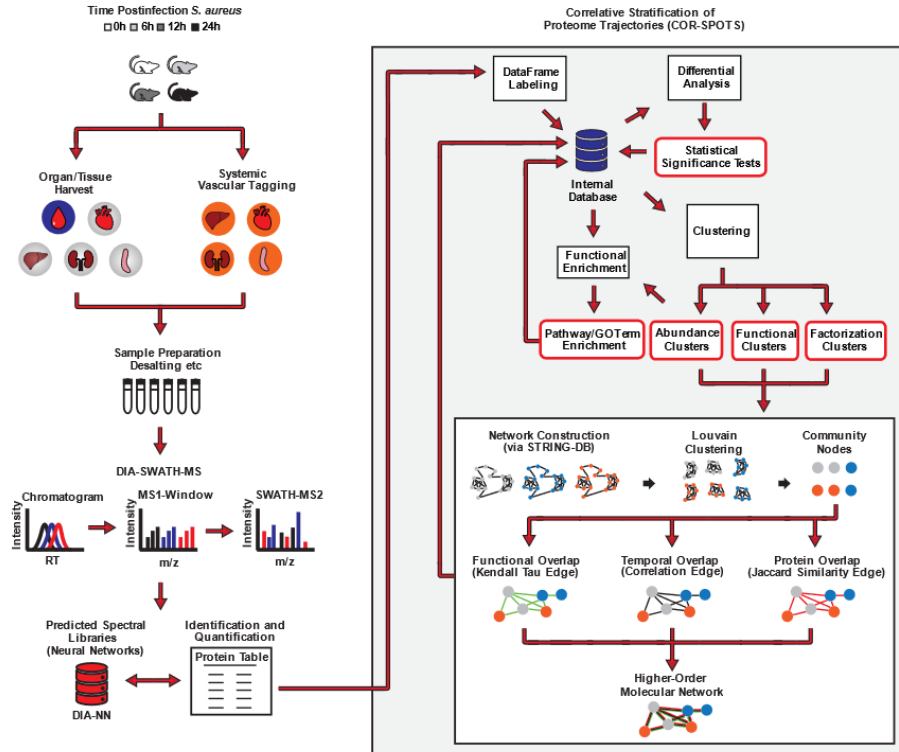 Time Postinfection S. aureus
0h 6h 12h 24h
Organ/Tissue
Harvest
Systemic
Vascular Tagging
Sample Preparation
Desalting etc
DIA-SWATH-MS
Chromatogram
Intensity
RT
MS1-Window
Intensity
m/z
SWATH-MS2
Intensity
m/z
Predicted Spectral
Libraries
(Neural Networks)
DIA-NN
Identification and
Quantification
Protein Table
Correlative Stratification of
Proteome Trajectories (COR-SPOTS)
DataFrame
Labeling
Differential
Analysis
Statistical
Significance Tests
Internal
Database
Clustering
Functional
Enrichment
Pathway/GOTerm
Enrichment
Abundance
Clusters
Functional
Clusters
Factorization
Clusters
Network Construction
(via STRING-DB)
Louvain
Clustering
Community
Nodes
Functional Overlap
(Kendall Tau Edge)
Temporal Overlap
(Correlation Edge)
Protein Overlap
(Jaccard Similarity Edge)
Higher-Order
Molecular Network